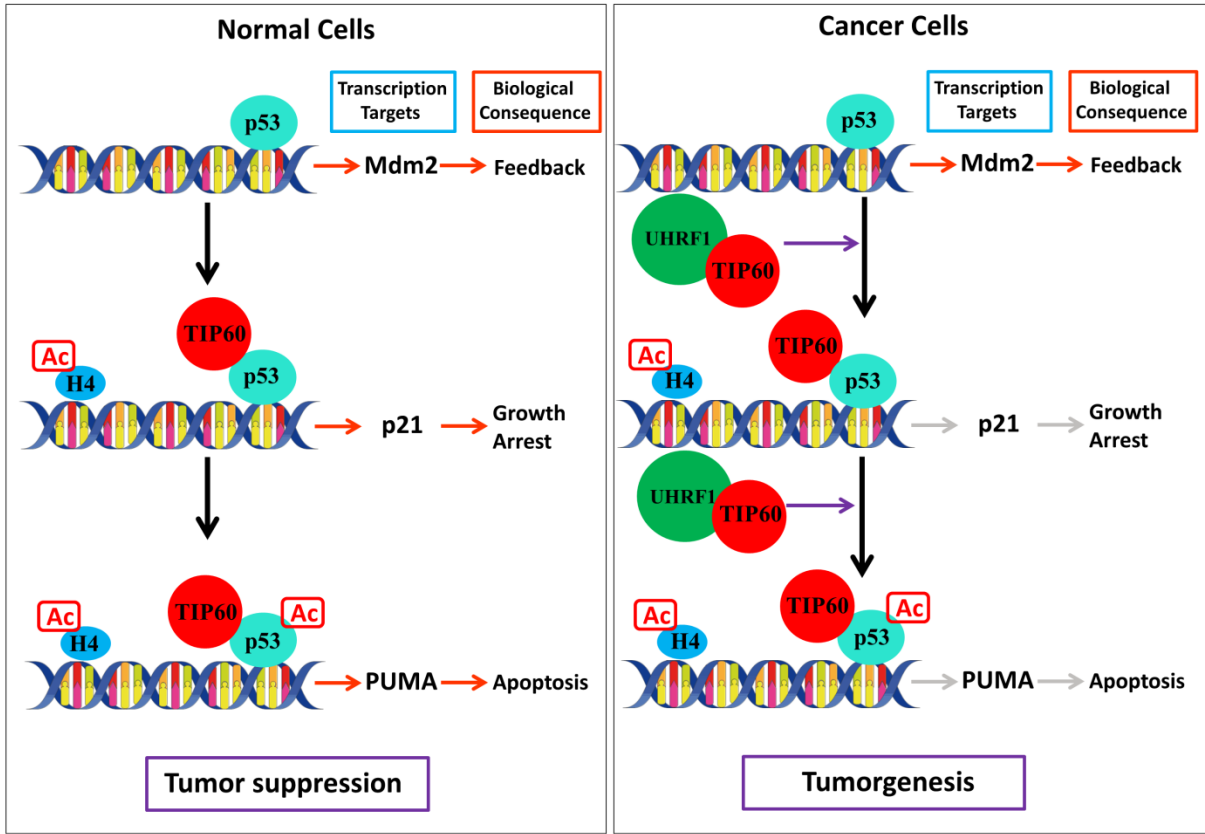 Normal Cells
Transcription
Targets
Biological
Consequence
p53
Mdm2
Feedback
TIP60
Ac
H4
p53
p21
Growth
Arrest
TIP60
Ac
Ac
H4
p53
PUMA
Apoptosis
Tumor suppression
Cancer Cells
Transcription
Targets
Biological
Consequence
p53
Mdm2
Feedback
UHRF1
TIP60
TIP60
Ac
H4
p53
p21
Growth
Arrest
UHRF1
TIP60
TIP60
Ac
Ac
H4
p53
PUMA
Apoptosis
Tumorgenesis